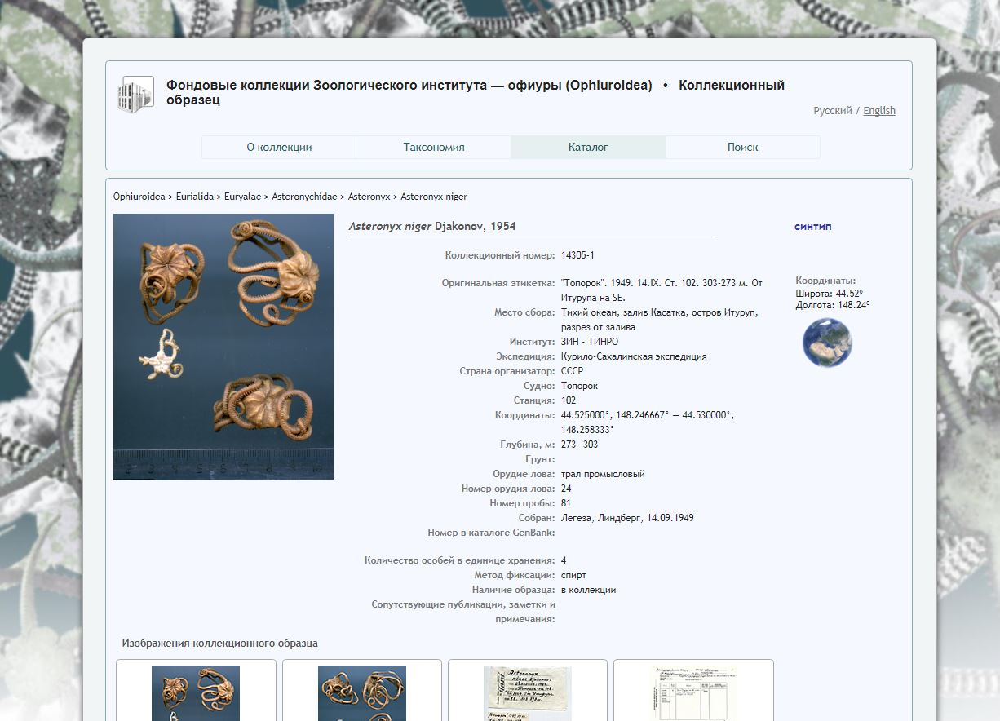 Фондовые коллекции Зоологического института — офиуры (Ophiuroidea) • Коллекционный
образец
Русский / English
О коллекции Таксономия Каталог Поиск
Ophiuroidea > Eurialida > Euryalae > Asteronychidae > Asteronyx > Asteronyx niger
Asteronyx niger Djakonov, 1954
синтип
Коллекционный номер: 14305-1
Оригинальная этикетка: "Топорок". 1949. 14.IX. Ст. 102. 303-273 м. От
Итурупа на SE.
Координаты:
Широта: 44.52º
Долгота: 148.24º
Место сбора: Тихий океан, залив Касатка, остров Итуруп,
разрез от залива
Институт: ЗИН - ТИНРО
Экспедиция: Курило-Сахалинская экспедиция
Страна организатор: СССР
Судно: Топорок
Станция: 102
Координаты: 44.525000°, 148.246667° — 44.530000°,
148.258333°
Глубина, м: 273—303
Грунт:
Орудие лова: трал промысловый
Номер орудия лова: 24
Номер пробы: 81
Собран: Легеза, Линдберг, 14.09.1949
Номер в каталоге GenBank:
Количество особей в единице хранения: 4
Метод фиксации: спирт
Наличие образца: в коллекции
Сопутствующие публикации, заметки и
примечания:
Изображения коллекционного образца
Asteronyx
niger Djakonov.